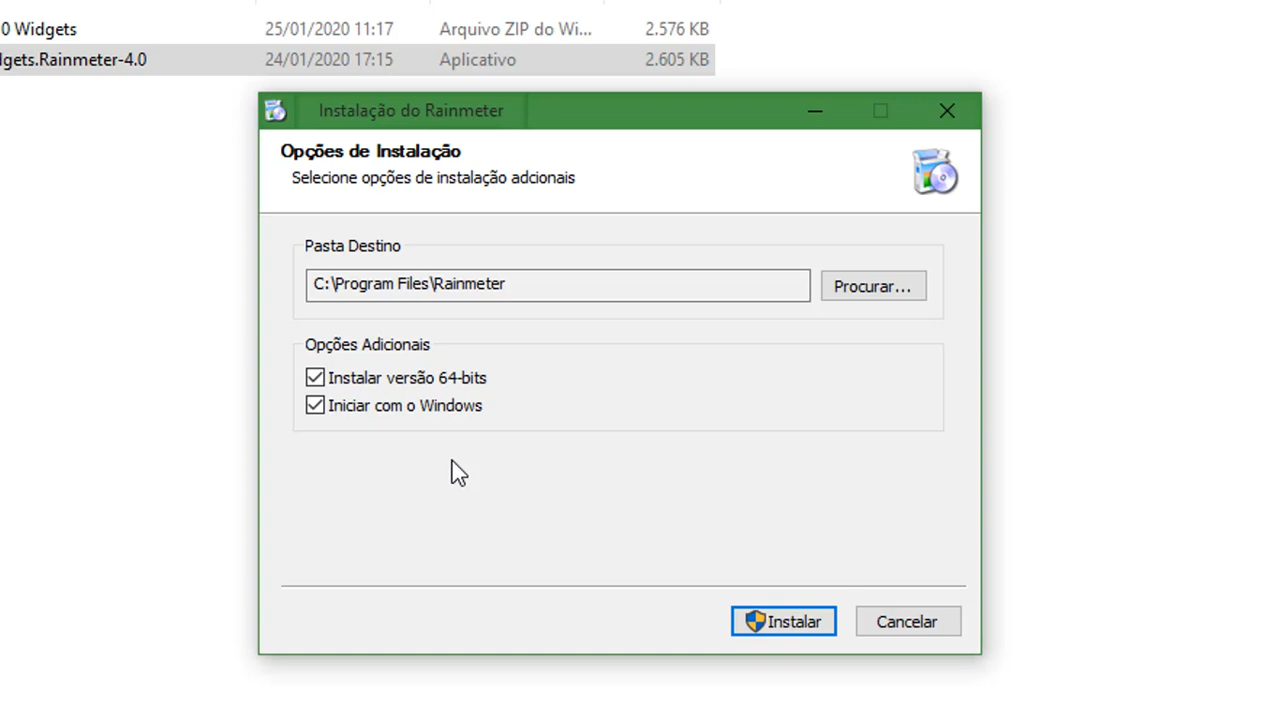 0 Widgets 25/01/2020 11:17 Arquivo ZIP do Wi... 2.576 KB
lgets.Rainmeter-4.0 24/01/2020 17:15 Aplicativo 2.605 KB
Instalação do Rainmeter
Opções de Instalação
Selecione opções de instalação adcionais
Pasta Destino
C:\Program Files\Rainmeter Procurar...
Opções Adicionais
Instalar versão 64-bits
Iniciar com o Windows
Instalar Cancelar